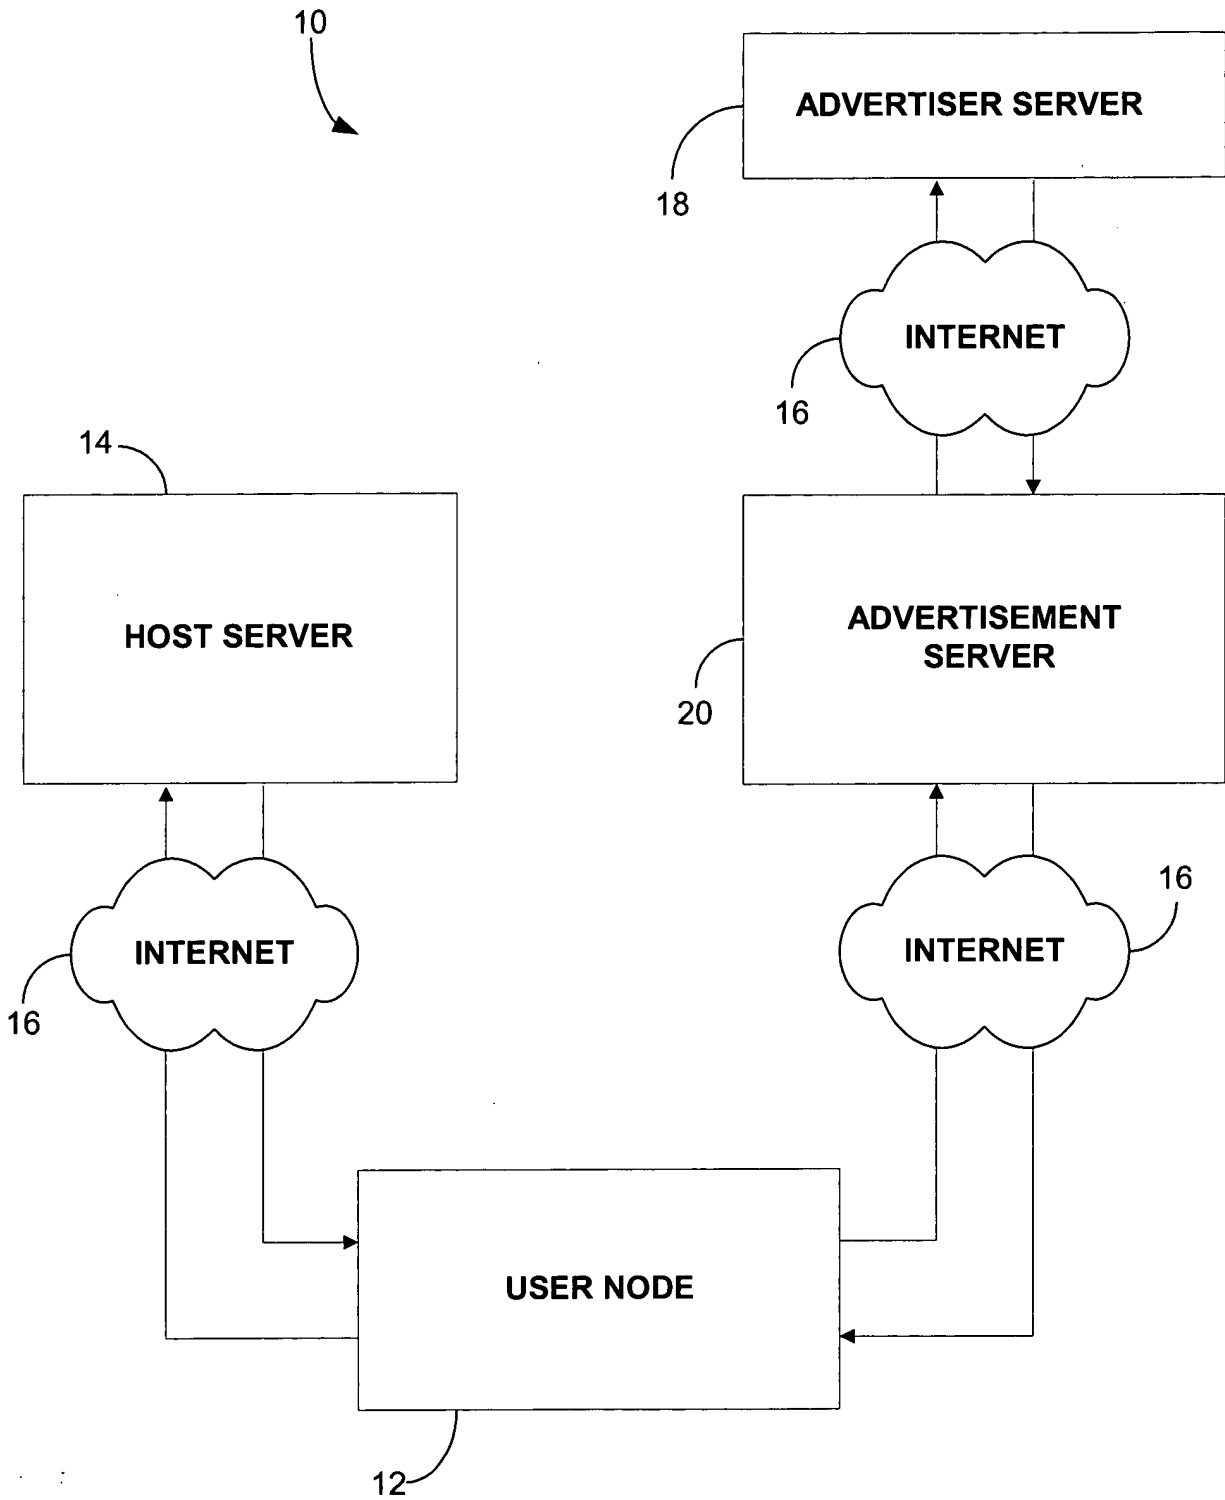 10
ADVERTISER SERVER
18
INTERNET
16
14
HOST SERVER
ADVERTISEMENT
SERVER
20
INTERNET
16
INTERNET
16
USER NODE
12